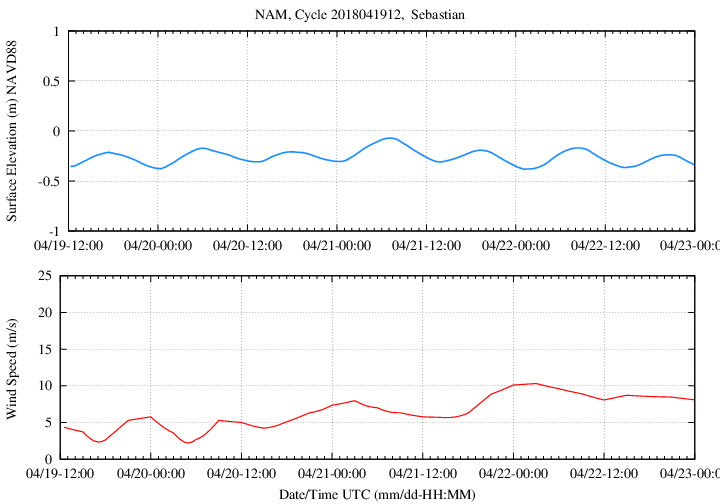 NAM, Cycle 2018041912, Sebastian
Surface Elevation (m) NAVD88
1
0.5
0
-0.5
-1
04/19-12:00 04/20-00:00 04/20-12:00 04/21-00:00 04/21-12:00 04/22-00:00 04/22-12:00 04/23-00:0
Wind Speed (m/s)
25
20
15
10
5
0
04/19-12:00 04/20-00:00 04/20-12:00 04/21-00:00 04/21-12:00 04/22-00:00 04/22-12:00 04/23-00:0
Date/Time UTC (mm/dd-HH:MM)